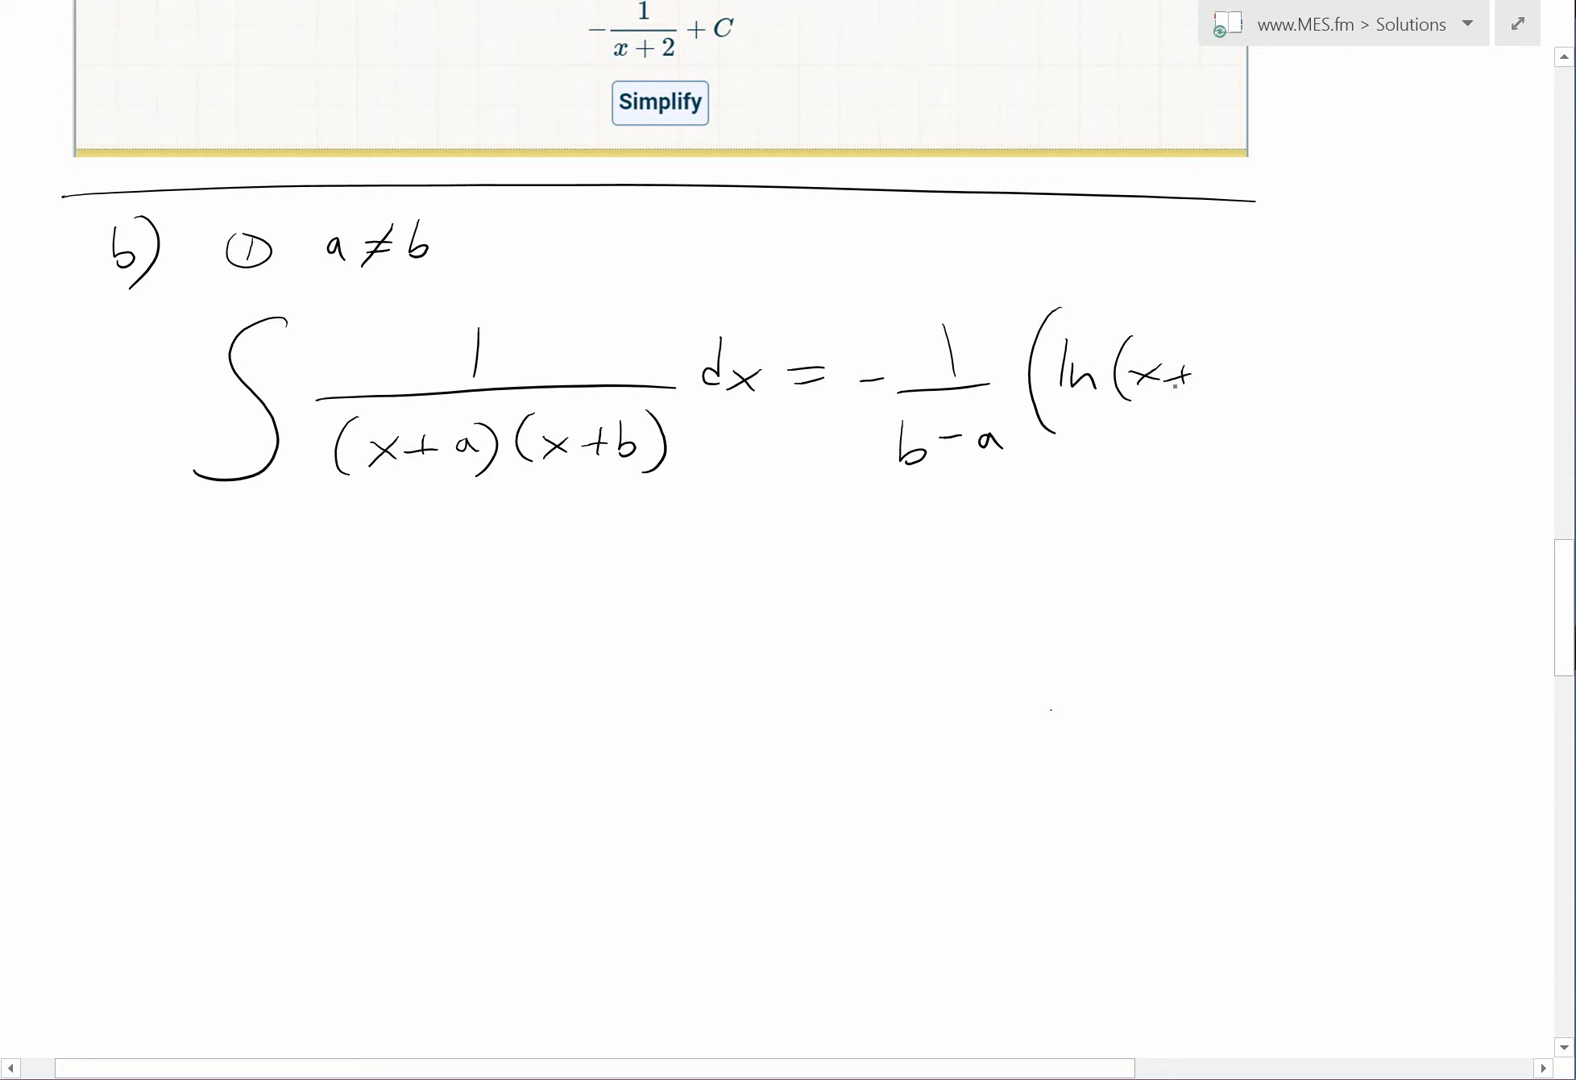 www.MES.fm > Solutions
-1/(x + 2) + C
Simplify
b) ① a ≠ b
∫ 1/((x+a)(x+b)) dx = - 1/(b-a) (ln(x+